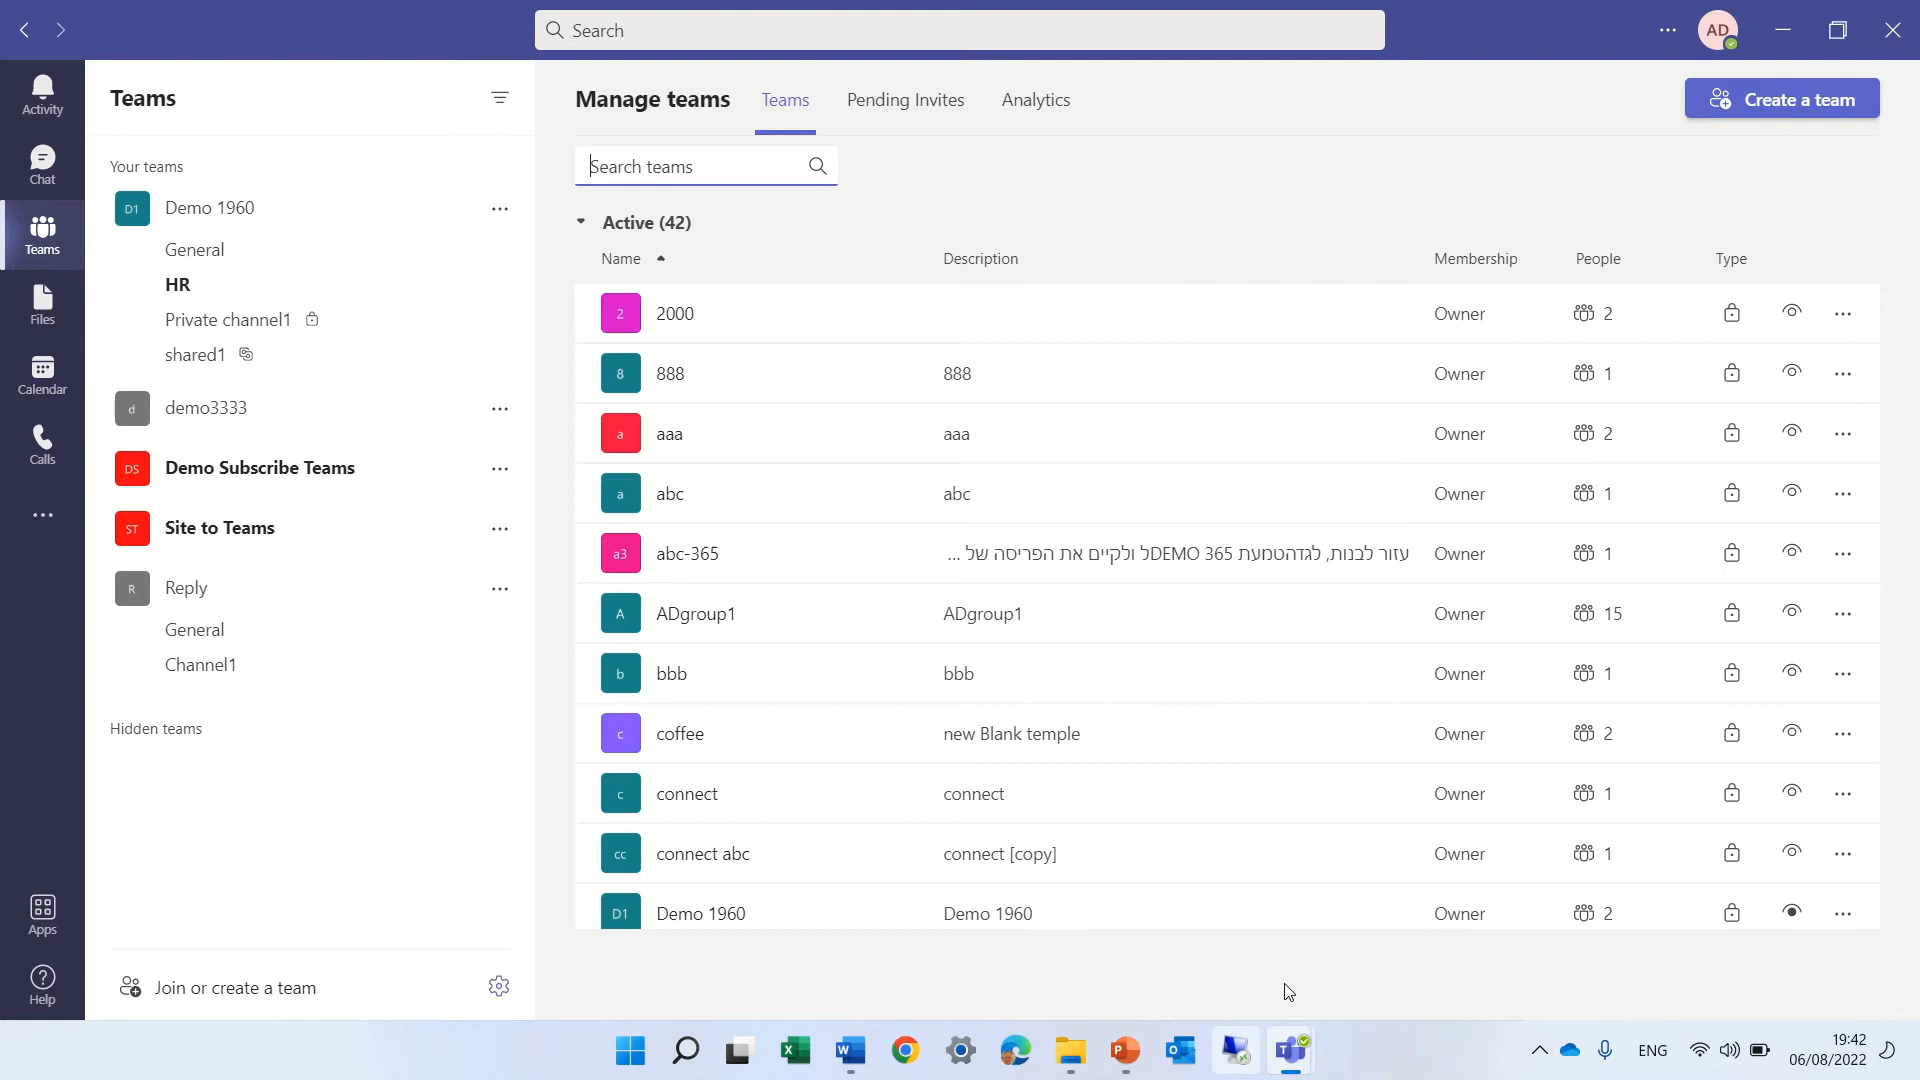 Search
AD
Activity
Chat
Teams
Files
Calendar
Calls
Apps
Help
Teams
Your teams
D1 Demo 1960
General
HR
Private channel1
shared1
d demo3333
DS Demo Subscribe Teams
ST Site to Teams
R Reply
General
Channel1
Hidden teams
Join or create a team
Manage teams Teams Pending Invites Analytics
Create a team
Search teams
Active (42)
Name Description Membership People Type
2 2000 Owner 2
8 888 888 Owner 1
a aaa aaa Owner 2
a abc abc Owner 1
a3 abc-365 עזור לבנות, לגדהטמעת DEMO 365ל ולקיים את הפריסה של ... Owner 1
A ADgroup1 ADgroup1 Owner 15
b bbb bbb Owner 1
c coffee new Blank temple Owner 2
c connect connect Owner 1
cc connect abc connect [copy] Owner 1
D1 Demo 1960 Demo 1960 Owner 2
ENG
19:42
06/08/2022